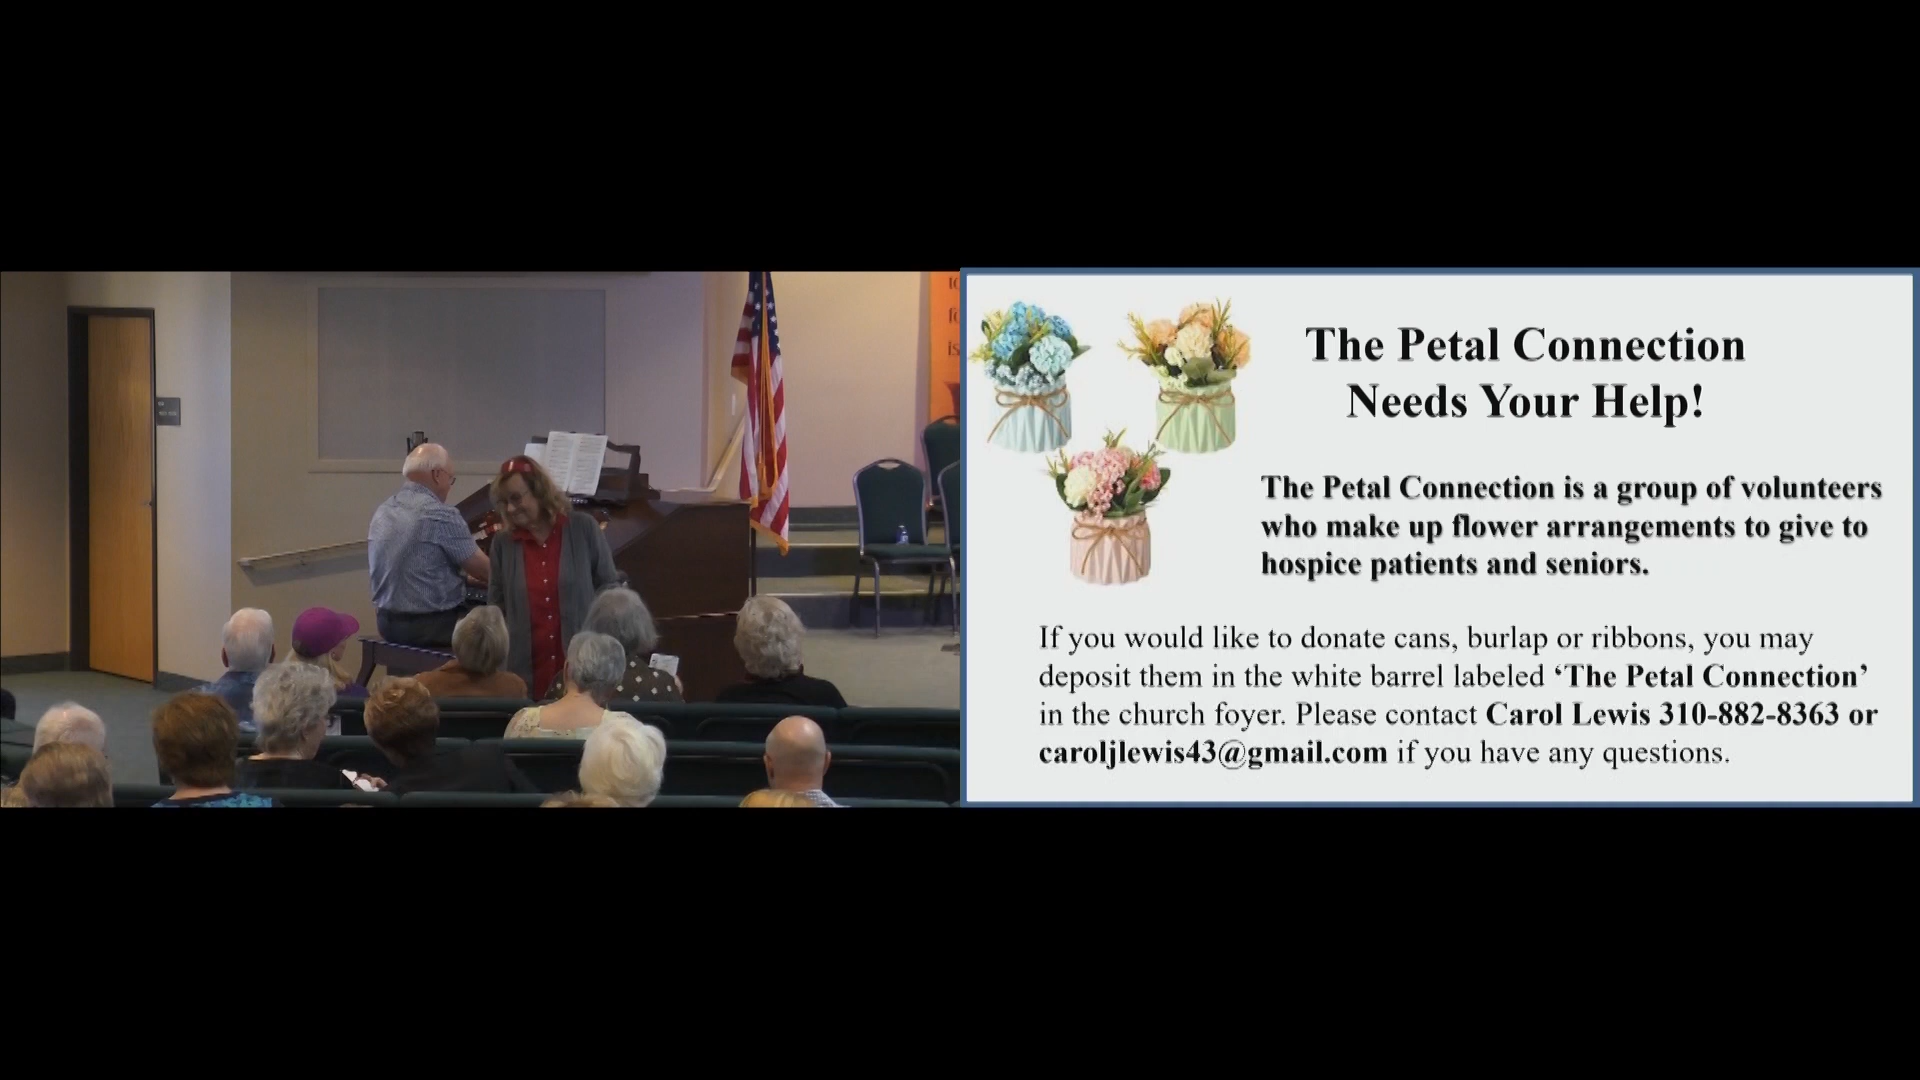 The Petal Connection
Needs Your Help!
The Petal Connection is a group of volunteers
who make up flower arrangements to give to
hospice patients and seniors.
If you would like to donate cans, burlap or ribbons, you may
deposit them in the white barrel labeled ‘The Petal Connection’
in the church foyer. Please contact Carol Lewis 310-882-8363 or
caroljlewis43@gmail.com if you have any questions.